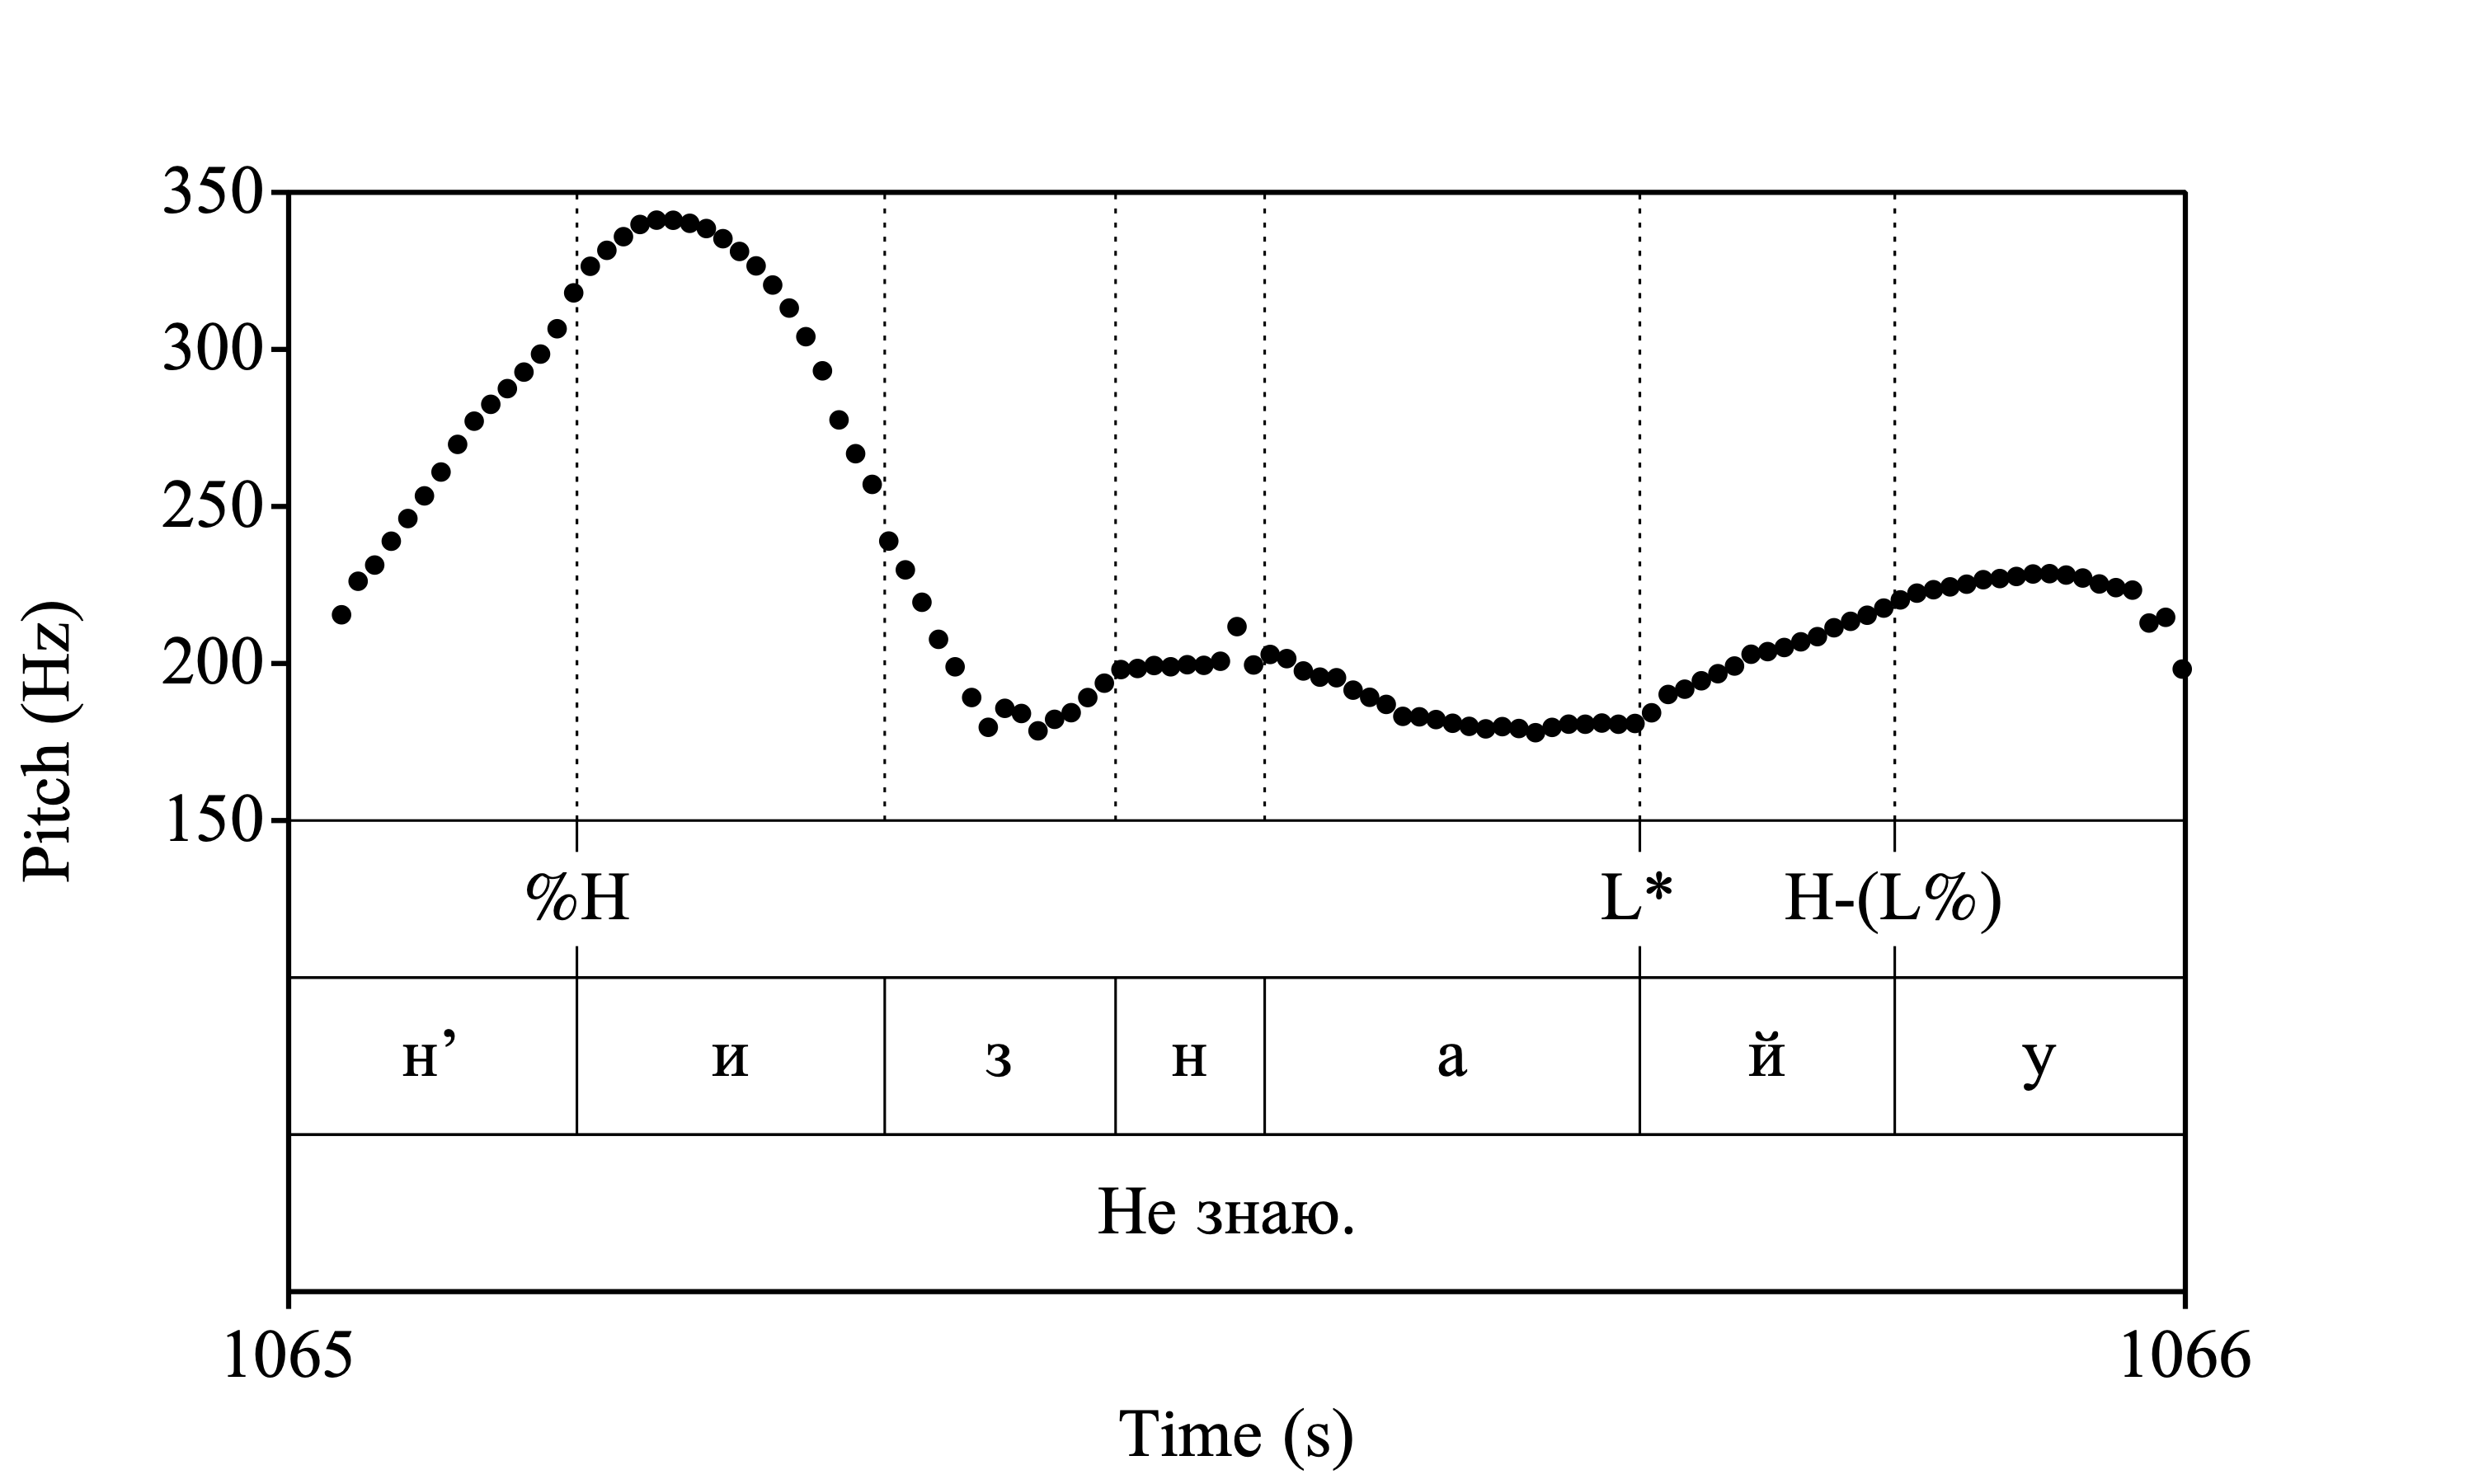 350
300
250
200
150
Pitch (Hz)
%H L* H-(L%)
н’ и з н а й у
Не знаю.
1065 1066
Time (s)